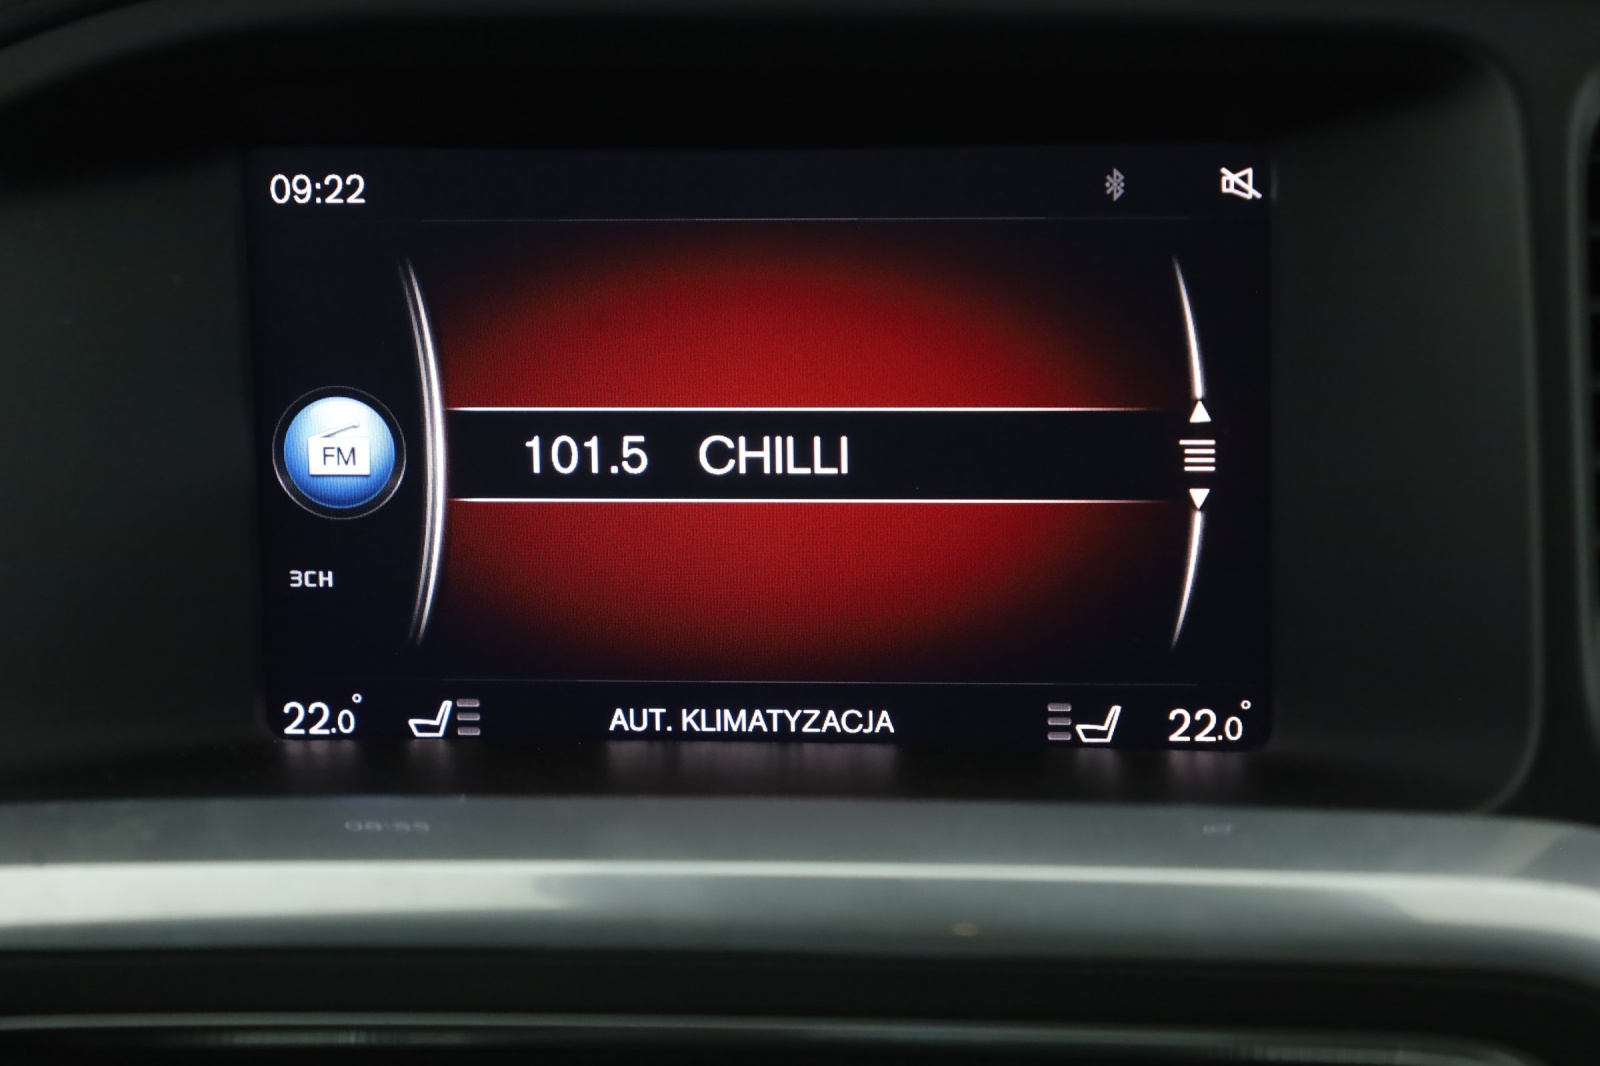 09:22
FM
101.5 CHILLI
3CH
22.0° AUT. KLIMATYZACJA 22.0°